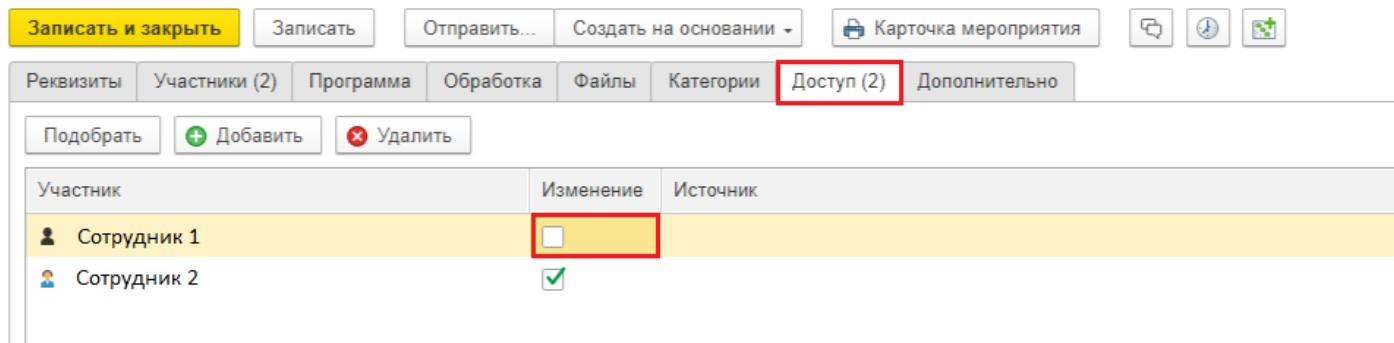 Записать и закрыть Записать Отправить... Создать на основании Карточка мероприятия
Реквизиты Участники (2) Программа Обработка Файлы Категории Доступ (2) Дополнительно
Подобрать Добавить Удалить
Участник Изменение Источник
Сотрудник 1
Сотрудник 2